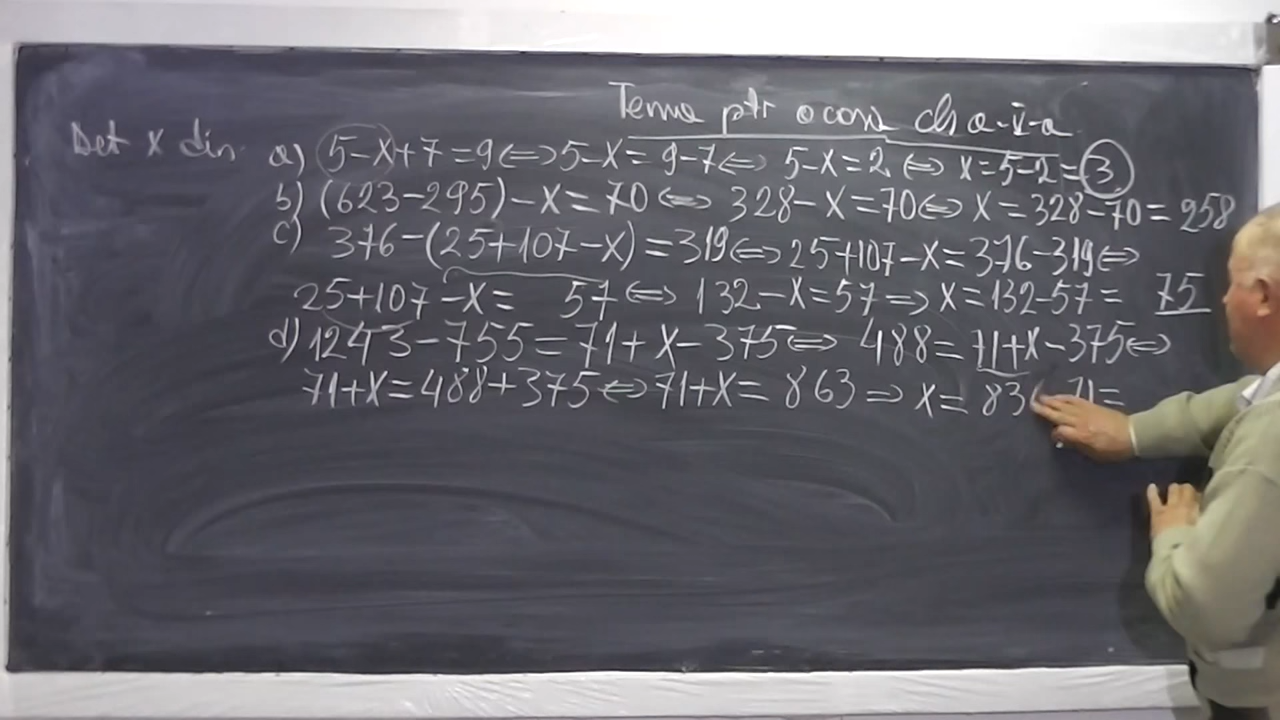 Tema ptr acasă cls a-V-a
Det x din
a) (5-x)+7=9⇔5-x=9-7⇔ 5-x=2 ⇔ x=5-2=3
b) (623-295)-x=70 ⇔ 328-x=70⇔ x=328-70=258
c) 376-(25+107-x)=319⇔25+107-x=376-319⇔
25+107-x= 57⇔ 132-x=57⇒x=132-57= 75
d) 1243-755=71+x-375⇔ 488=71+x-375⇔
71+x=488+375⇔71+x= 863⇒ x= 83 71=